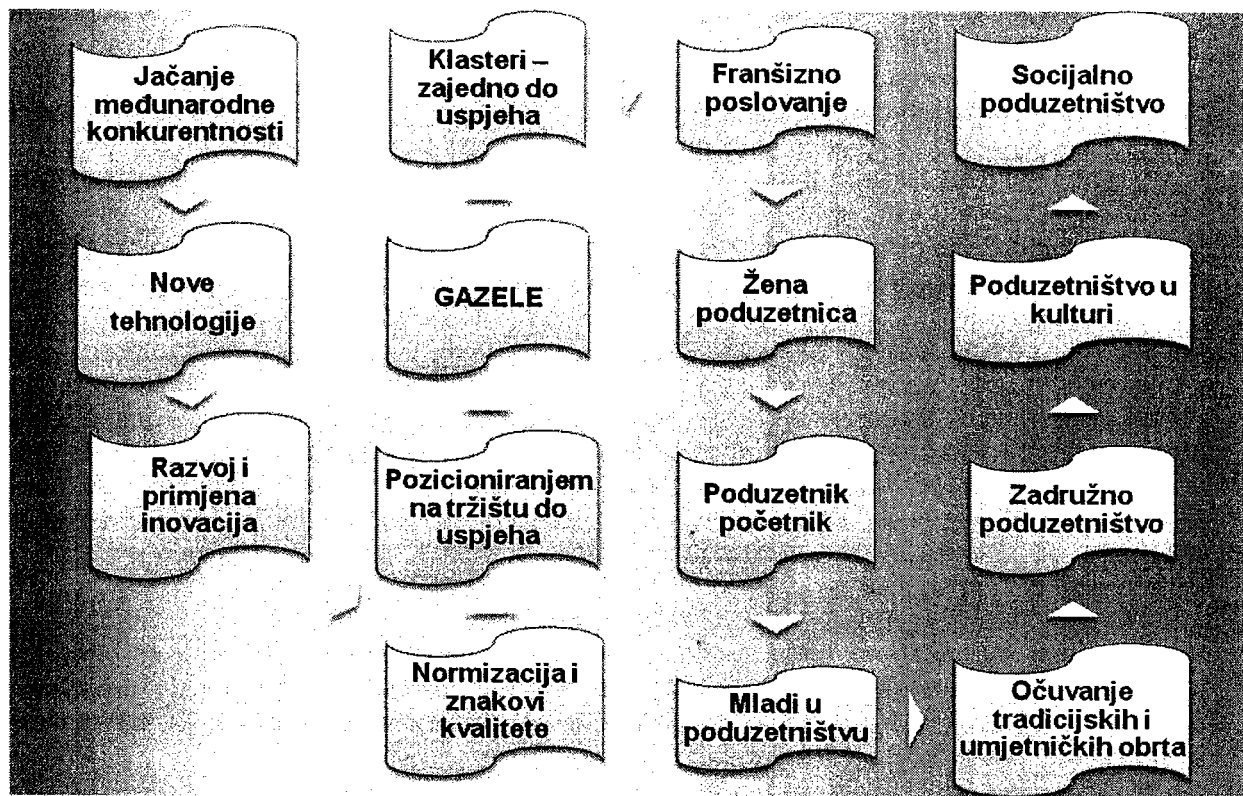 Jačanje
međunarodne
konkurentnosti
Nove
tehnologije
Razvoj i
primjena
inovacija
Klasteri –
zajedno do
uspjeha
GAZELE
Pozicioniranjem
na tržištu do
uspjeha
Normizacija i
znakovi
kvalitete
Franšizno
poslovanje
Žena
poduzetnica
Poduzetnik
početnik
Mladi u
poduzetništvu
Socijalno
poduzetništvo
Poduzetništvo u
kulturi
Zadružno
poduzetništvo
Očuvanje
tradicijskih i
umjetničkih obrta